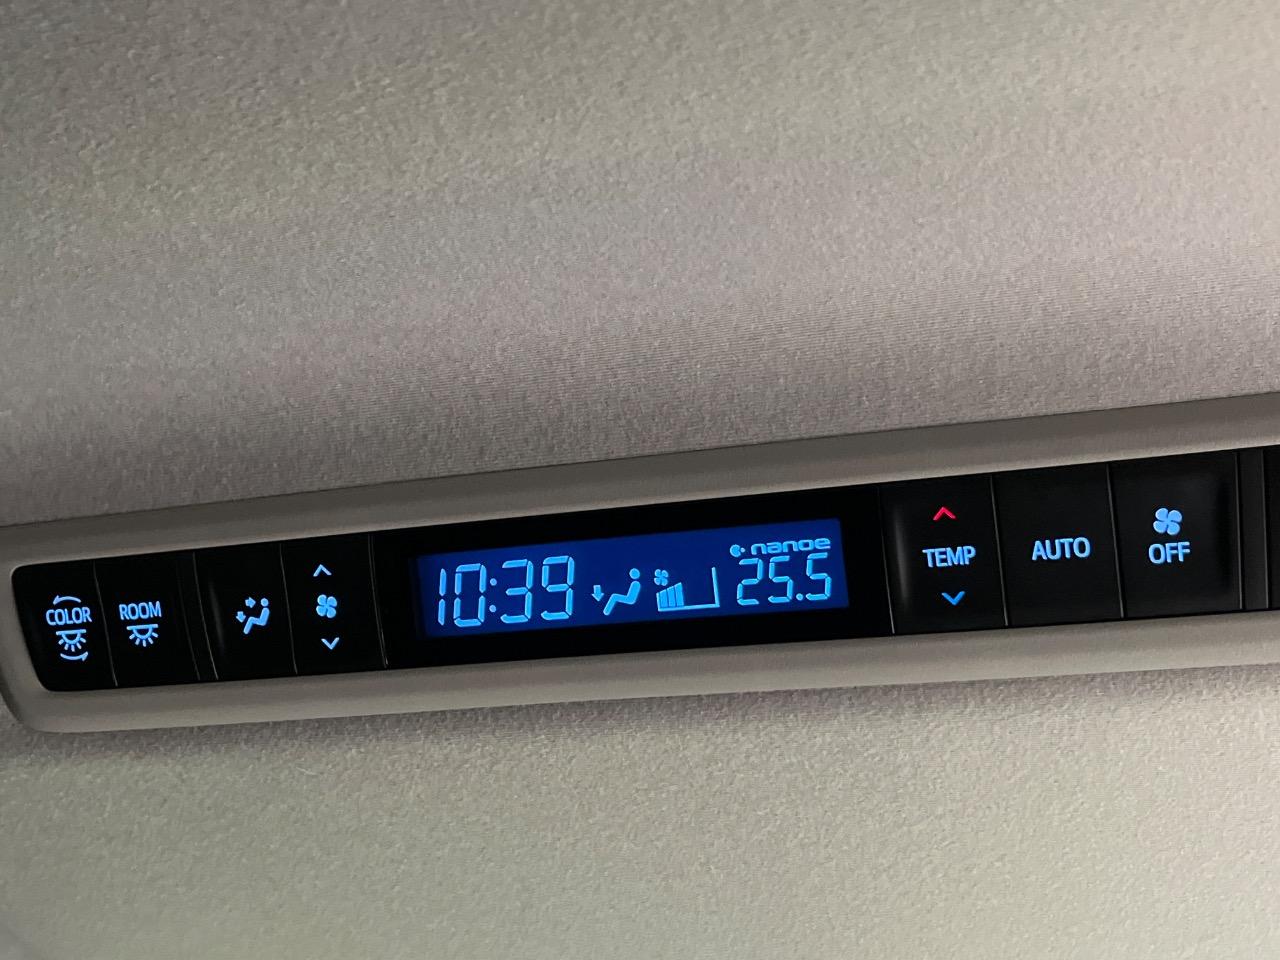 COLOR
ROOM
10:39
nanoe
25.5
TEMP
AUTO
OFF